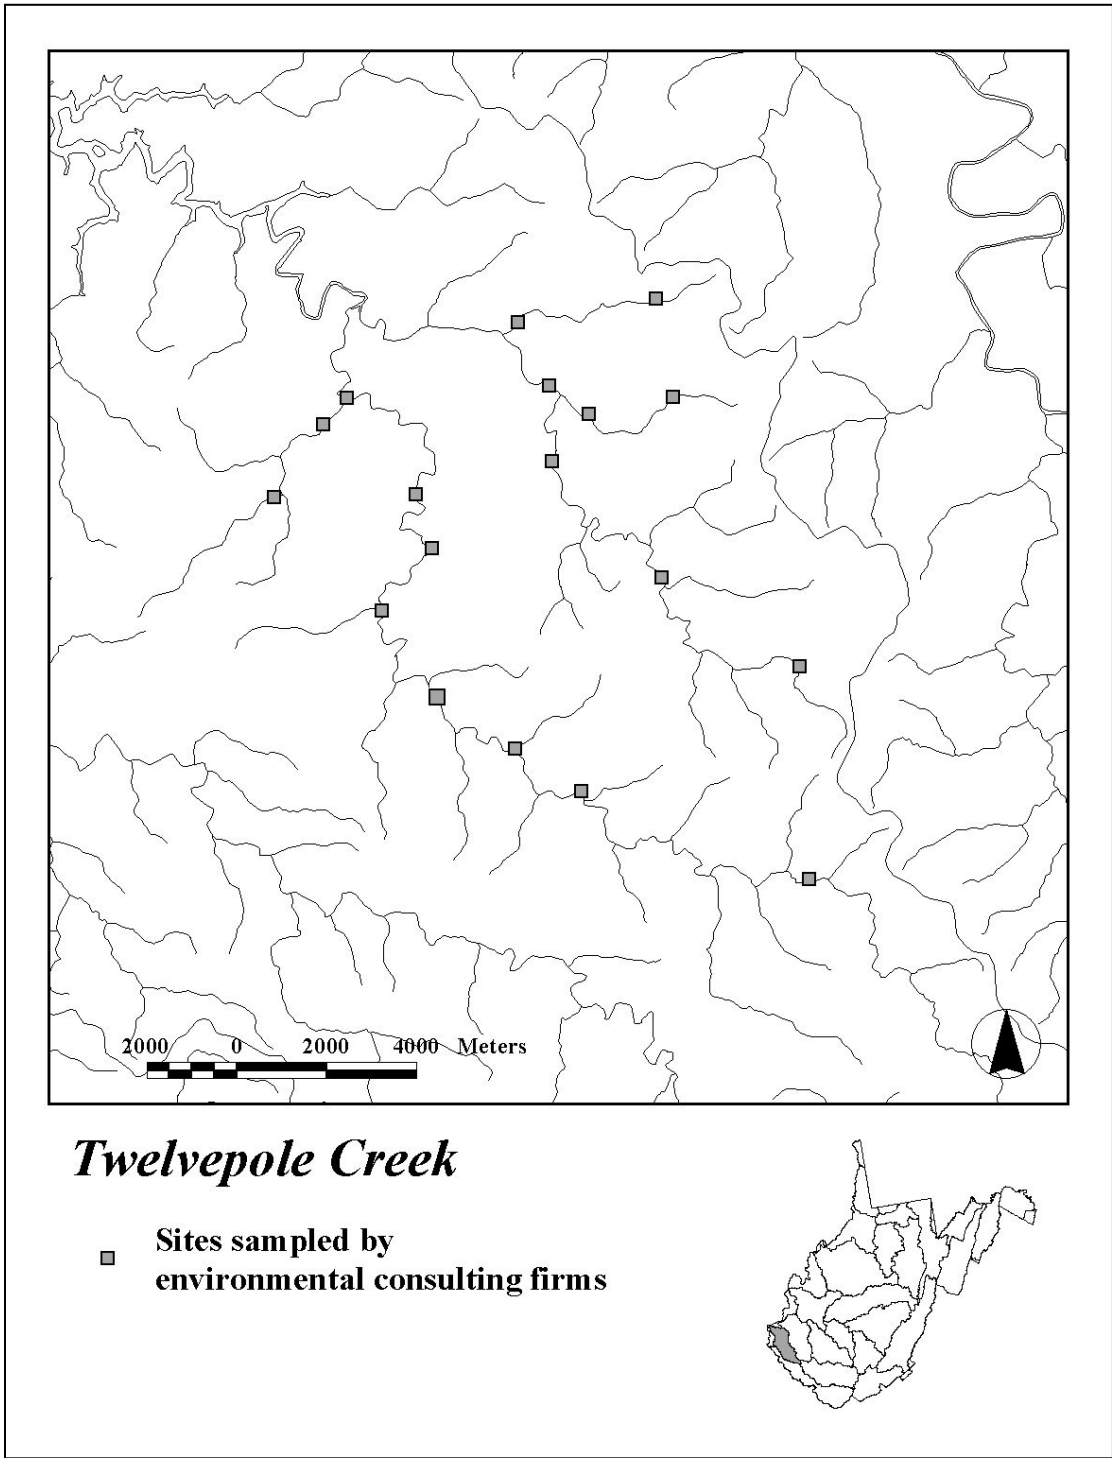 2000 0 2000 4000 Meters
Twelvepole Creek
Sites sampled by
environmental consulting firms